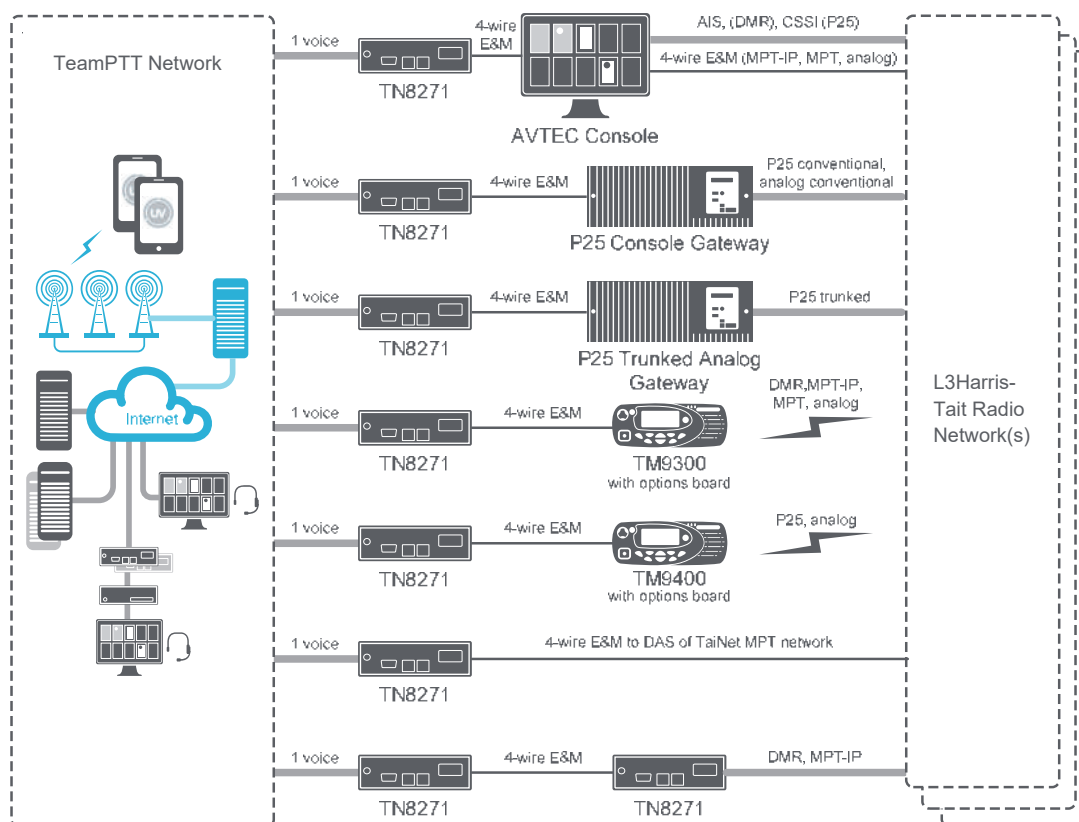 TeamPTT Network
UV
UV
Internet
1 voice
TN8271
4-wire
E&M
AVTEC Console
AIS, (DMR), CSSI (P25)
4-wire E&M (MPT-IP, MPT, analog)
1 voice
TN8271
4-wire E&M
P25 Console Gateway
P25 conventional,
analog conventional
1 voice
TN8271
4-wire E&M
P25 Trunked Analog
Gateway
P25 trunked
1 voice
TN8271
4-wire E&M
TM9300
with options board
DMR,MPT-IP,
MPT, analog
1 voice
TN8271
4-wire E&M
TM9400
with options board
P25, analog
1 voice
TN8271
4-wire E&M to DAS of TaiNet MPT network
1 voice
TN8271
4-wire E&M
TN8271
DMR, MPT-IP
L3Harris-
Tait Radio
Network(s)